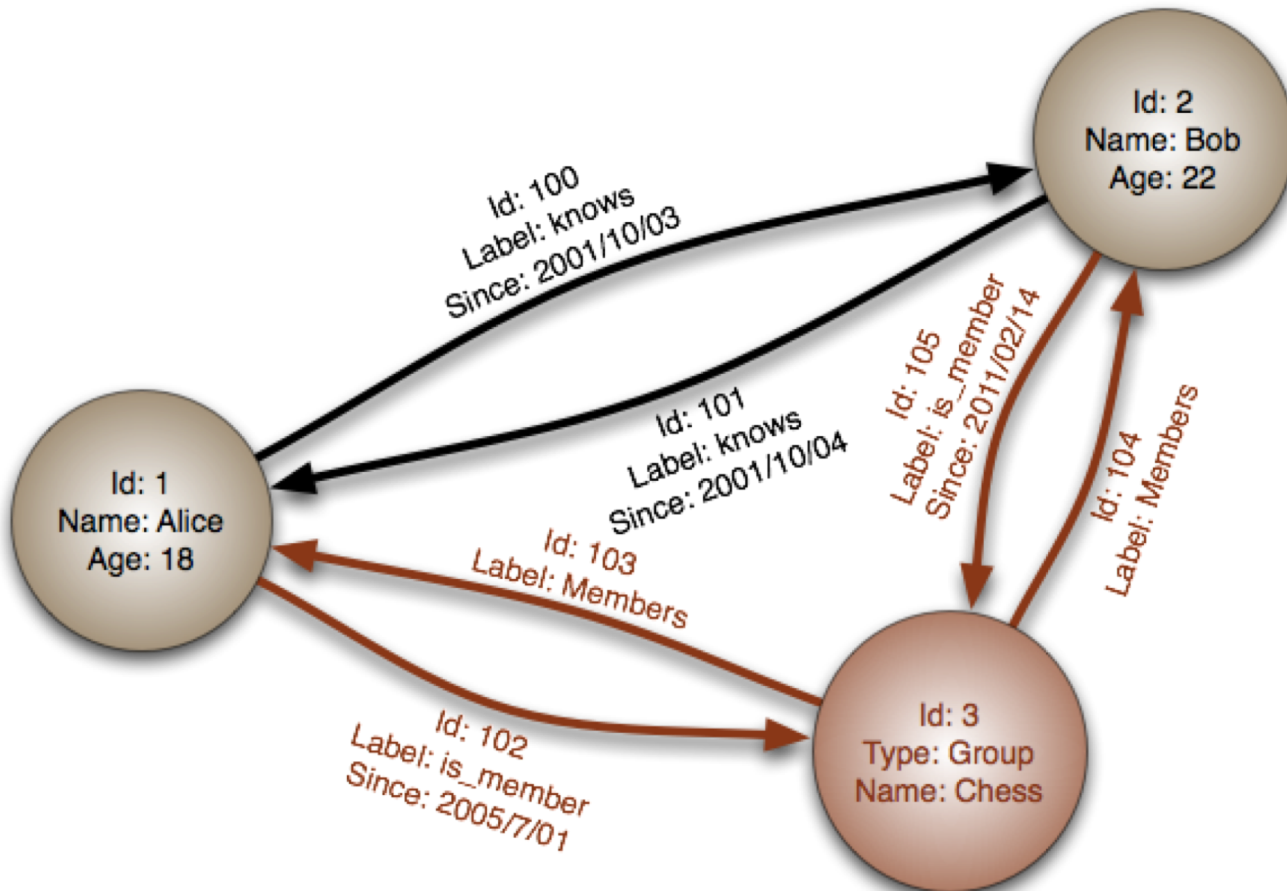 Id: 2
Name: Bob
Age: 22
Id: 100
Label: knows
Since: 2001/10/03
Id: 101
Label: knows
Since: 2001/10/04
Id: 105
Label: is_member
Since: 2011/02/14
Id: 104
Label: Members
Id: 1
Name: Alice
Age: 18
Id: 103
Label: Members
Id: 102
Label: is_member
Since: 2005/7/01
Id: 3
Type: Group
Name: Chess